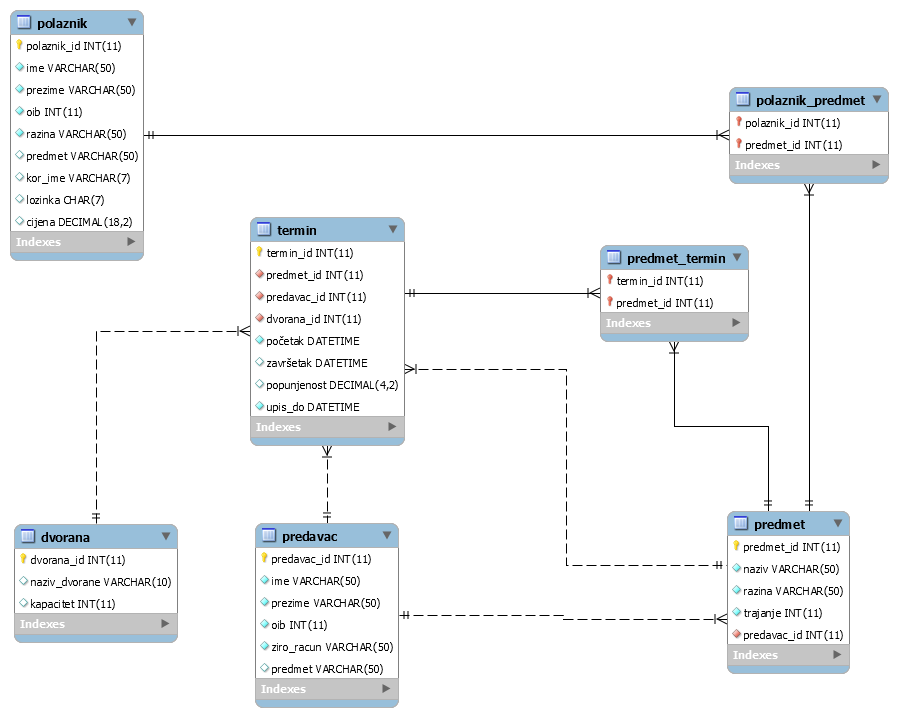 polaznik
polaznik_id INT(11)
ime VARCHAR(50)
prezime VARCHAR(50)
oib INT(11)
razina VARCHAR(50)
predmet VARCHAR(50)
kor_ime VARCHAR(7)
lozinka CHAR(7)
cijena DECIMAL(18,2)
Indexes
polaznik_predmet
polaznik_id INT(11)
predmet_id INT(11)
Indexes
termin
termin_id INT(11)
predmet_id INT(11)
predavac_id INT(11)
dvorana_id INT(11)
početak DATETIME
završetak DATETIME
popunjenost DECIMAL(4,2)
upis_do DATETIME
Indexes
predmet_termin
termin_id INT(11)
predmet_id INT(11)
Indexes
dvorana
dvorana_id INT(11)
naziv_dvorane VARCHAR(10)
kapacitet INT(11)
Indexes
predavac
predavac_id INT(11)
ime VARCHAR(50)
prezime VARCHAR(50)
oib INT(11)
ziro_racun VARCHAR(50)
predmet VARCHAR(50)
Indexes
predmet
predmet_id INT(11)
naziv VARCHAR(50)
razina VARCHAR(50)
trajanje INT(11)
predavac_id INT(11)
Indexes